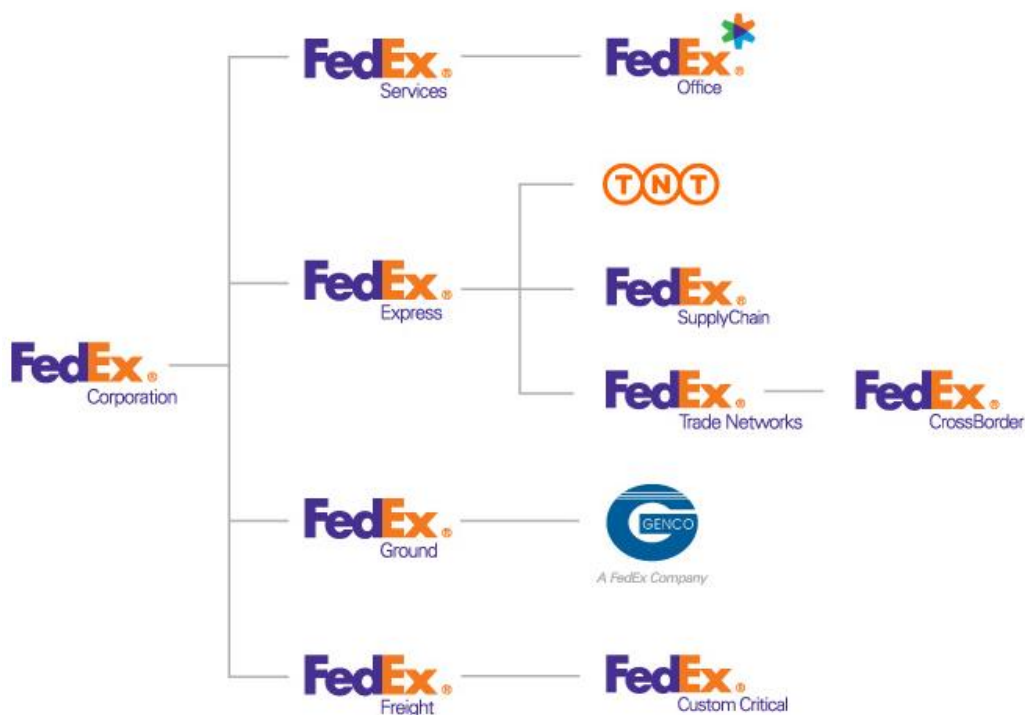 FedEx®
Services
FedEx®
Office
TNT
FedEx®
Express
FedEx®
SupplyChain
FedEx®
Corporation
FedEx®
Trade Networks
FedEx®
CrossBorder
FedEx®
Ground
GENCO
A FedEx Company
FedEx®
Freight
FedEx®
Custom Critical